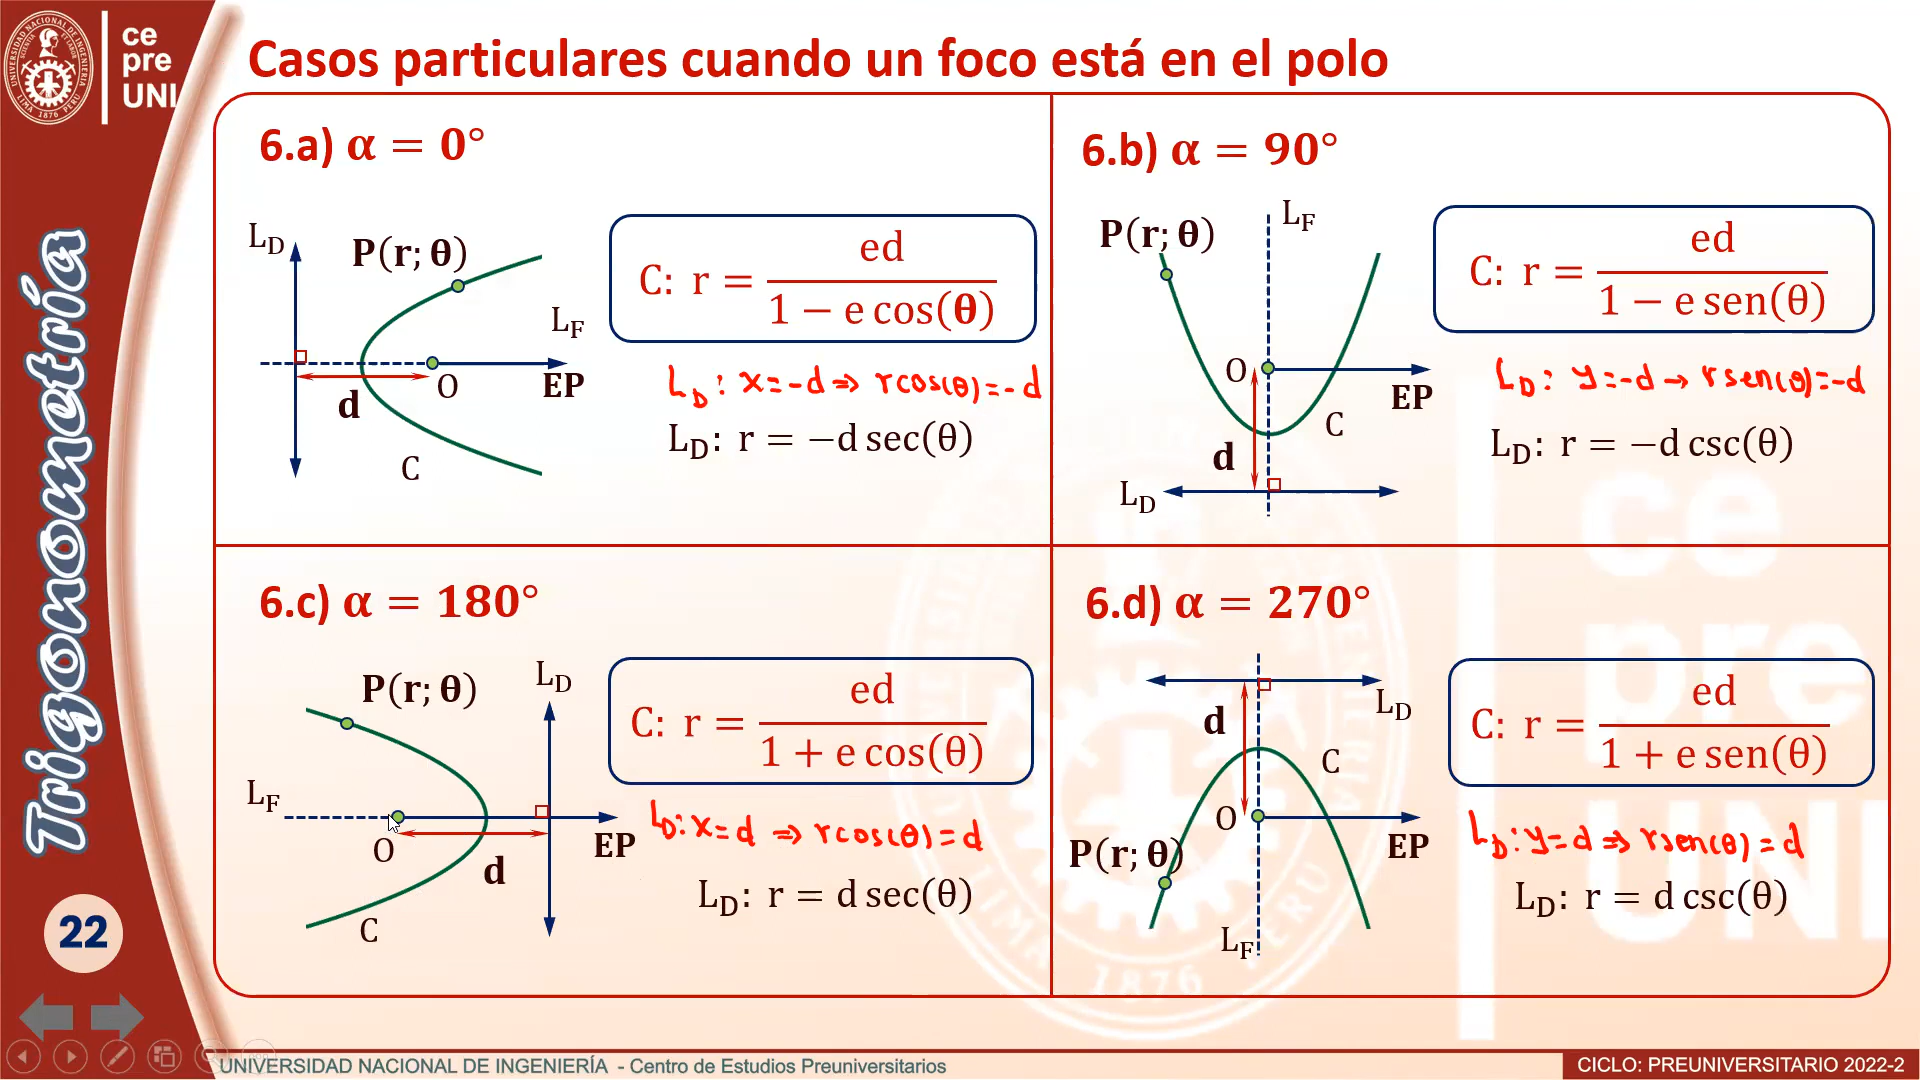 ce
pre
UNI
Casos particulares cuando un foco está en el polo
Trigonometría
22
6.a) α = 0°
L_D
P(r; θ)
L_F
O
EP
d
C
C: r = ed / (1 − e cos(θ))
L_D : x = -d ⇒ r cos(θ) = -d
L_D: r = −d sec(θ)
6.b) α = 90°
L_F
P(r; θ)
O
EP
C
d
L_D
C: r = ed / (1 − e sen(θ))
L_D : y = -d → r sen(θ) = -d
L_D: r = −d csc(θ)
6.c) α = 180°
P(r; θ)
L_D
L_F
O
EP
d
C
C: r = ed / (1 + e cos(θ))
L_D : x = d ⇒ r cos(θ) = d
L_D: r = d sec(θ)
6.d) α = 270°
L_D
d
C
O
EP
P(r; θ)
L_F
C: r = ed / (1 + e sen(θ))
L_D : y = d ⇒ r sen(θ) = d
L_D: r = d csc(θ)
UNIVERSIDAD NACIONAL DE INGENIERÍA - Centro de Estudios Preuniversitarios
CICLO: PREUNIVERSITARIO 2022-2